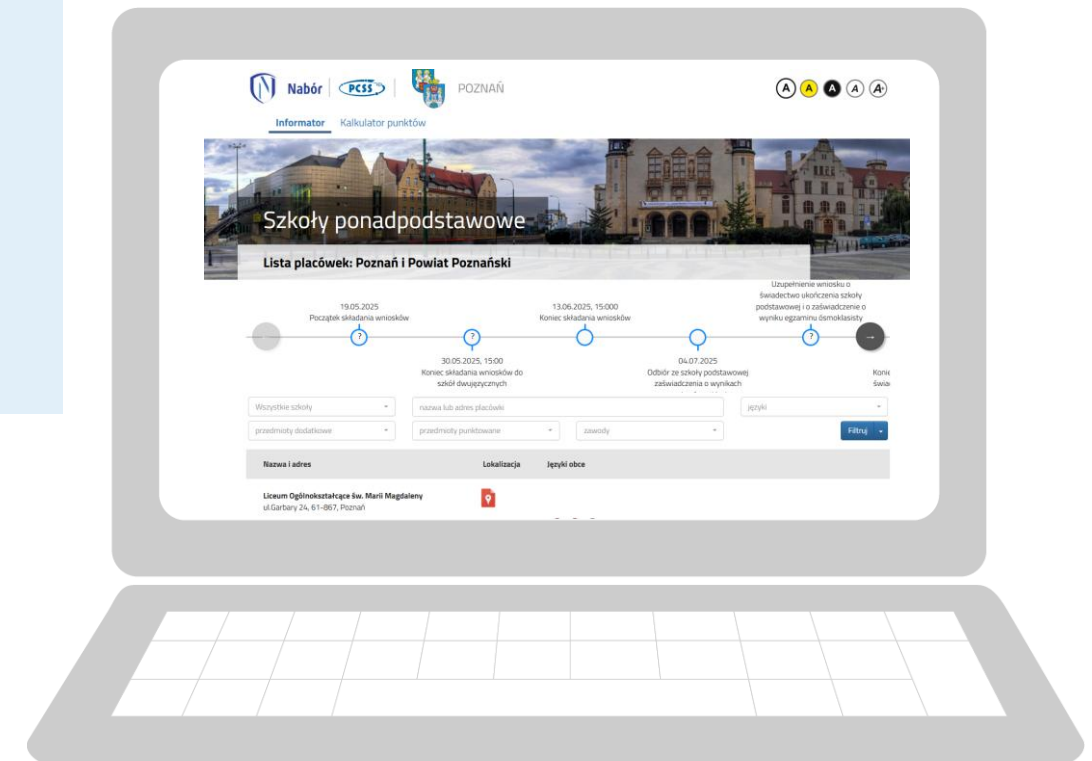 Nabór
PCSS
POZNAŃ
A A A A A+
Informator Kalkulator punktów
Szkoły ponadpodstawowe
Lista placówek: Poznań i Powiat Poznański
19.05.2025
Początek składania wniosków
?
30.05.2025, 15:00
Koniec składania wniosków do
szkół dwujęzycznych
?
13.06.2025, 15:000
Koniec składania wniosków
04.07.2025
Odbiór ze szkoły podstawowej
zaświadczenia o wynikach
Uzupełnienie wniosku o
świadectwo ukończenia szkoły
podstawowej i o zaświadczenie o
wyniku egzaminu ósmoklasisty
?
→
Konie
świa
Wszystkie szkoły nazwa lub adres placówki języki
przedmioty dodatkowe przedmioty punktowane zawody Filtruj
Nazwa i adres Lokalizacja Języki obce
Liceum Ogólnokształcące św. Marii Magdaleny
ul.Garbary 24, 61-867, Poznań